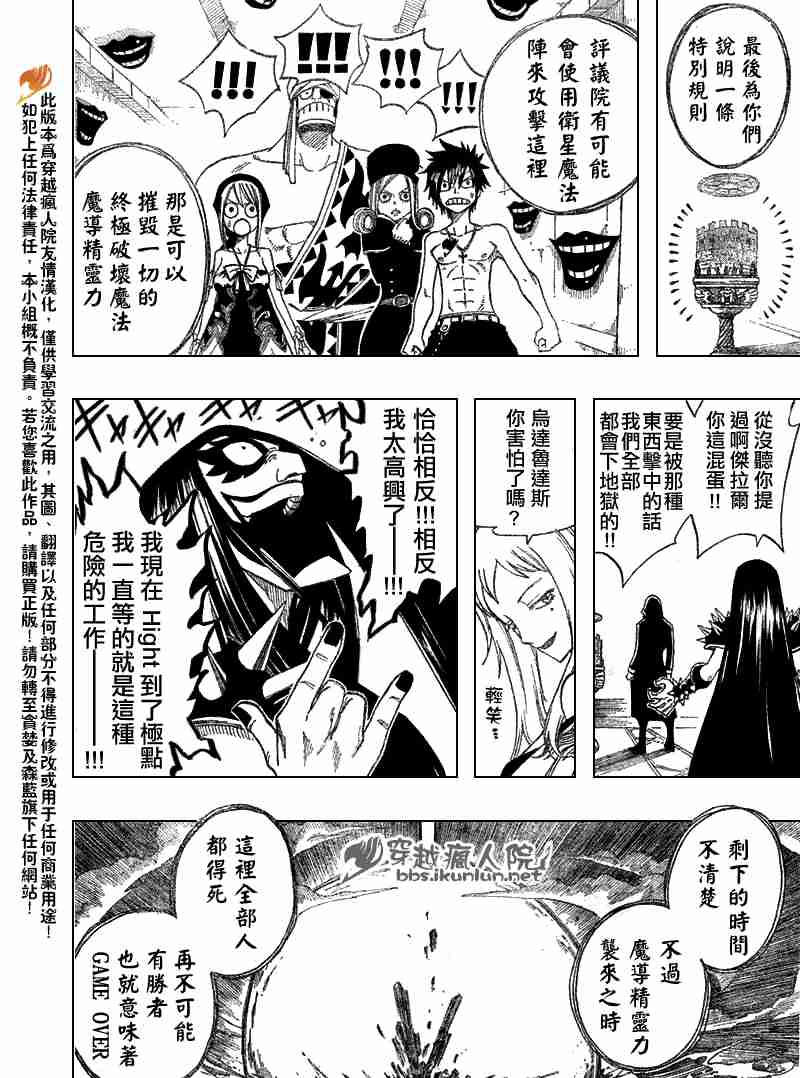 最後為你們
說明一條
特別規則
評議院有可能
會使用衛星魔法
陣來攻擊這裡
!!!
!!!
!!!
!!!
那是可以
摧毀一切的
終極破壞魔法
魔導精靈力
從沒聽你提
過啊傑拉爾
你這混蛋!!
要是被那種
東西擊中的話
我們全部
都會下地獄的!!
烏達魯達斯
你害怕了嗎?
輕笑…
恰恰相反!!!相反
我太高興
了——!!!
我現在 Hight 到了極點
我一直等的就是這種
危險的工作——!!!
ギャ
ギャ
ギャ
ギャ
剩下的時間
不清楚
不過
魔導精靈力
襲來之時
這裡全部人
都得死
再不可能
有勝者
也就意味著
GAME OVER
穿越瘋人院
bbs.ikunlun.net
此版本爲穿越瘋人院友情漢化，僅供學習交流之用，其圖、翻譯以及任何部分不得進行修改或用于任何商業用途！
如犯上任何法律責任，本小組概不負責。若您喜歡此作品，請購買正版！請勿轉至貪婪及森藍旗下任何網站！